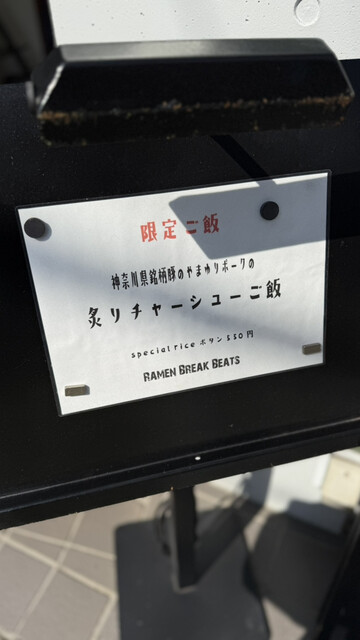 限定ご飯
神奈川県銘柄豚のやまゆりポークの
炙りチャーシューご飯
special rice ボタン 550円
RAMEN BREAK BEATS